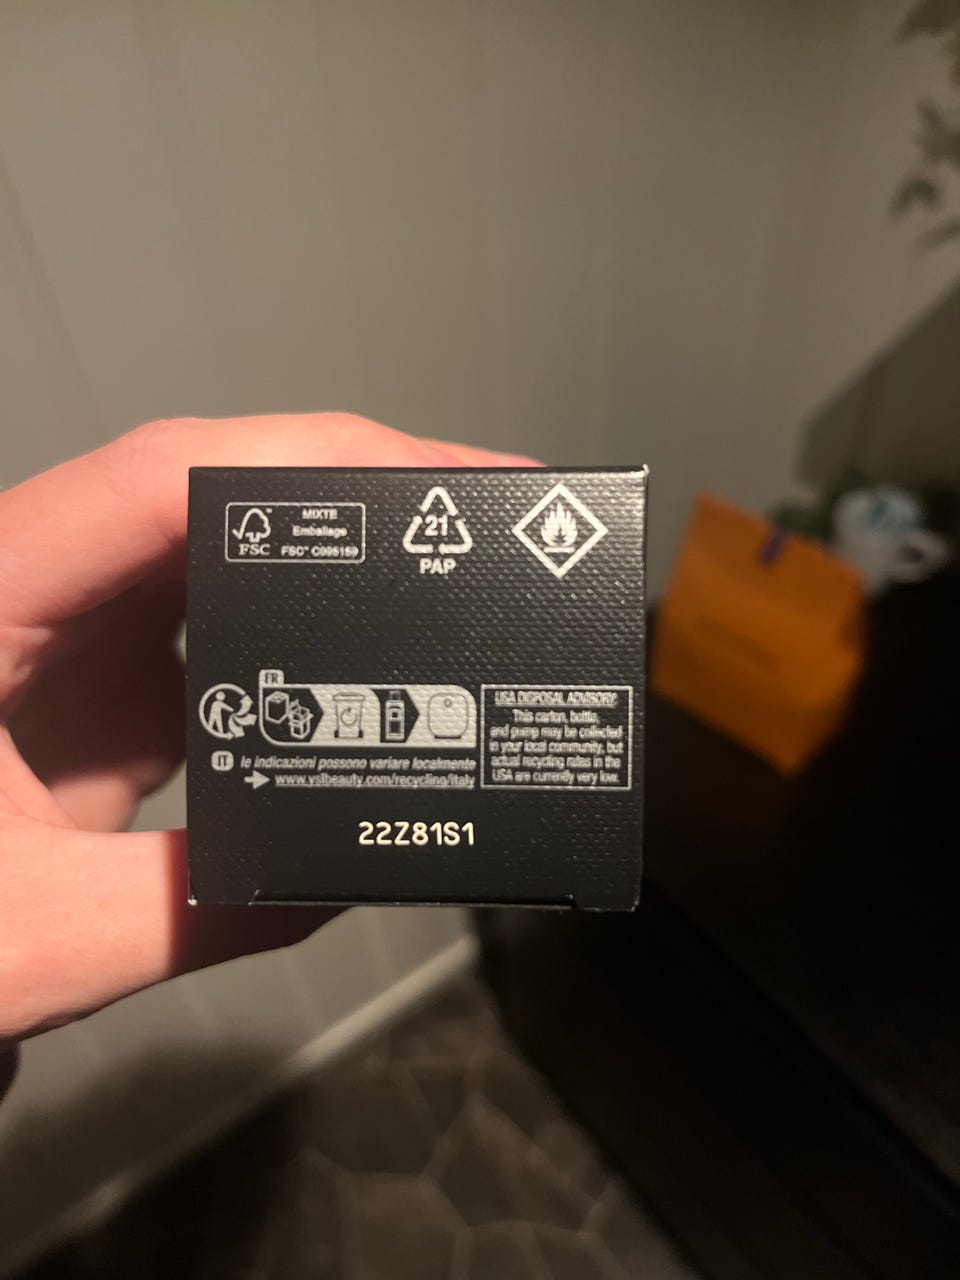 MIXTE
Emballage
FSC
FSC™ C095159
21
PAP
FR
USA DISPOSAL ADVISORY:
This carton, bottle,
and pump may be collected
in your local community, but
actual recycling rates in the
USA are currently very low.
IT le indicazioni possono variare localmente
www.yslbeauty.com/recycling/italy
22Z81S1